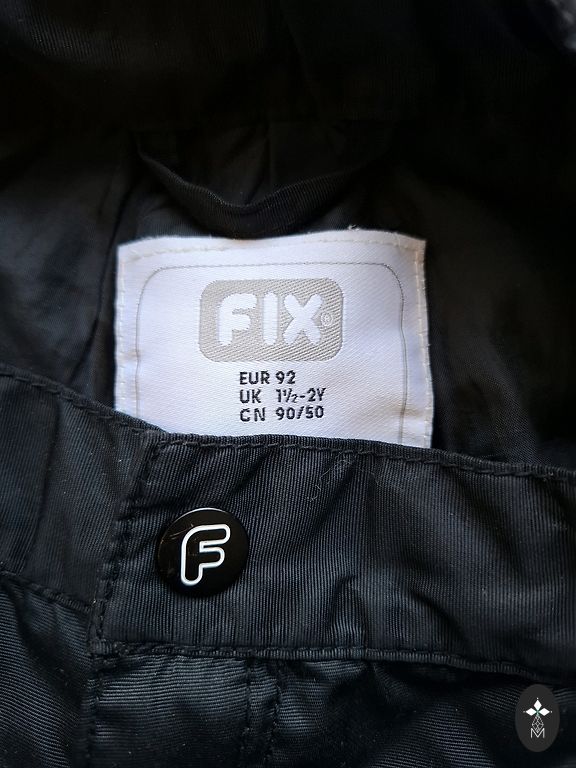 FIX©
EUR 92
UK 1½-2Y
CN 90/50
F
M